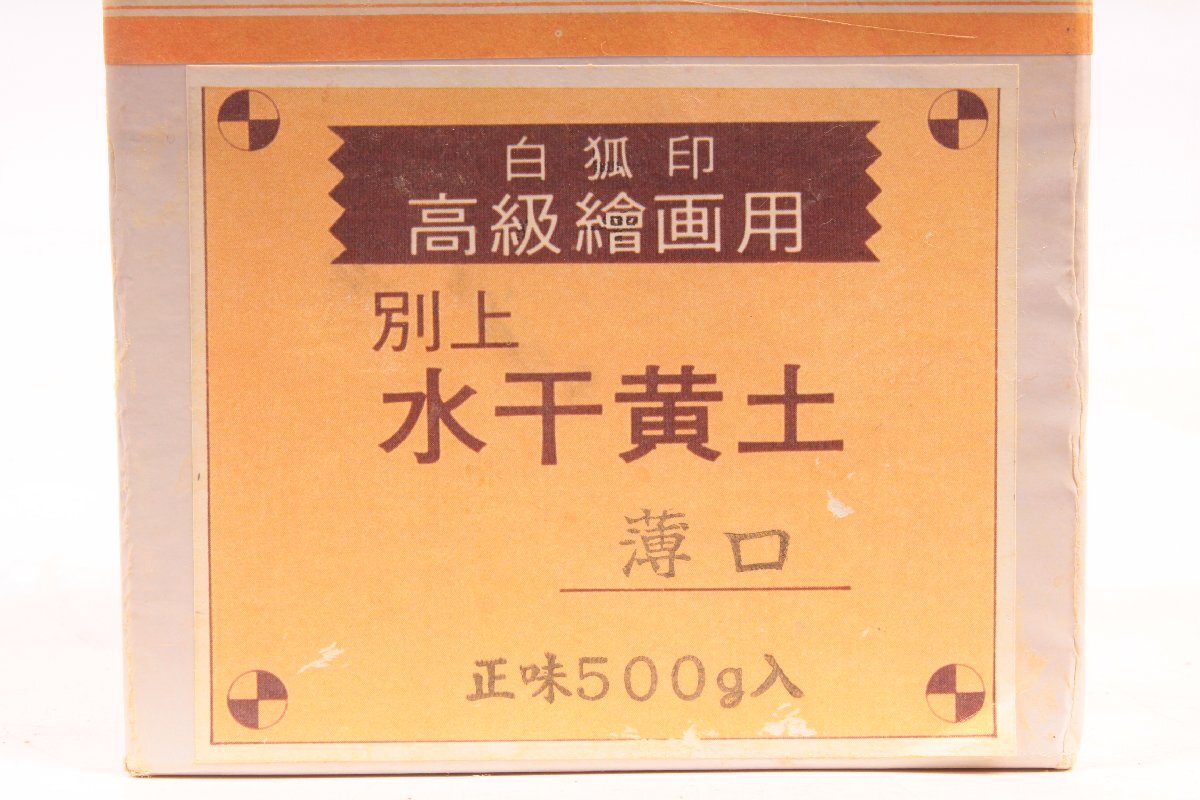 白狐印
高級繪画用
別上
水干黄土
薄口
正味500g入